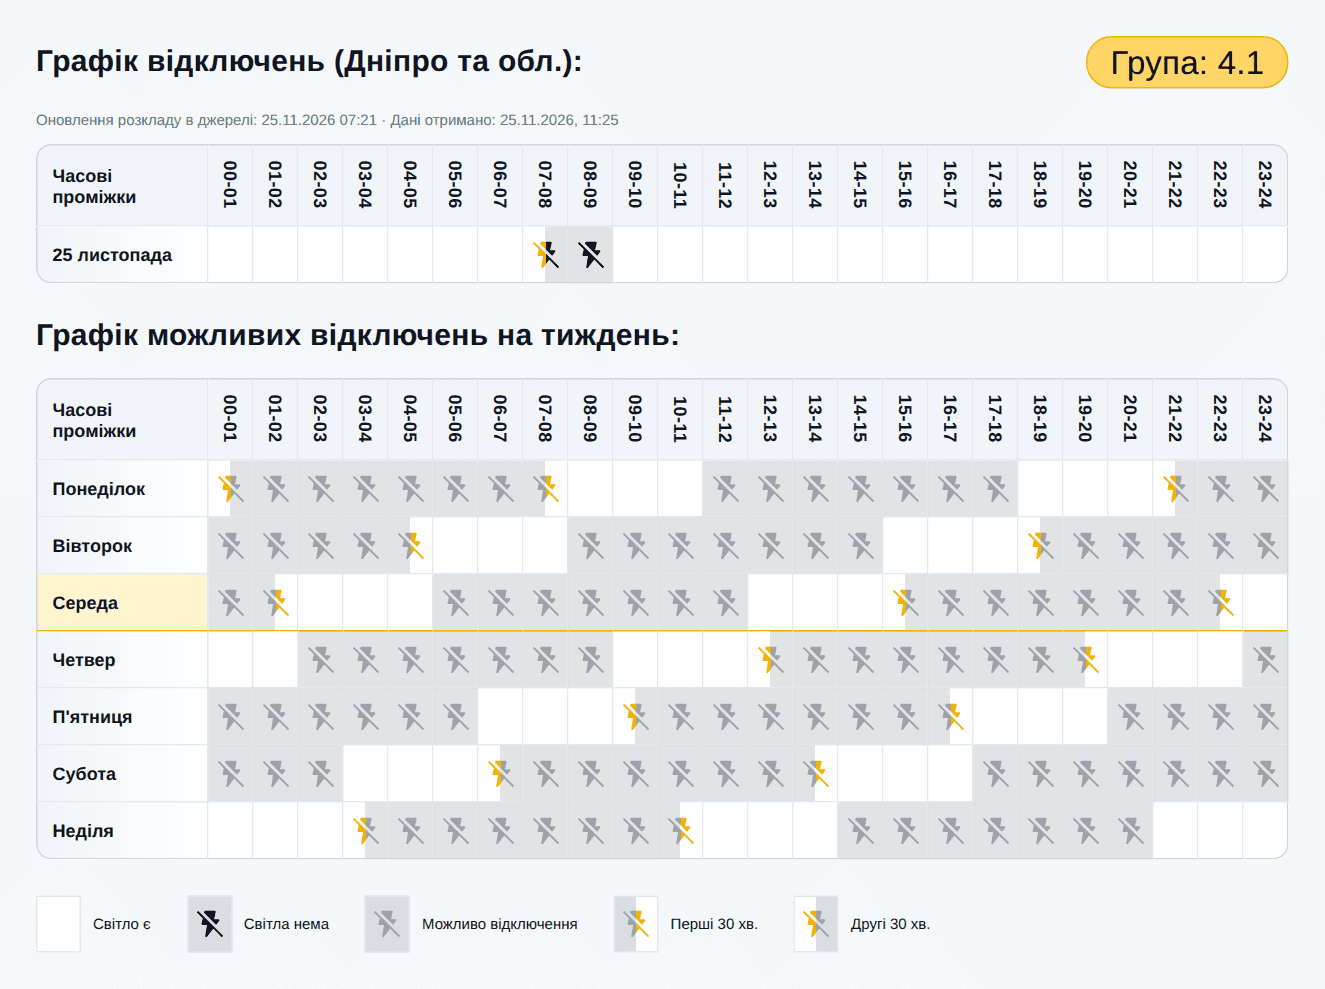 Графік відключень (Дніпро та обл.):
Група: 4.1
Оновлення розкладу в джерелі: 25.11.2026 07:21 · Дані отримано: 25.11.2026, 11:25
Часові проміжки 00-01 01-02 02-03 03-04 04-05 05-06 06-07 07-08 08-09 09-10 10-11 11-12 12-13 13-14 14-15 15-16 16-17 17-18 18-19 19-20 20-21 21-22 22-23 23-24
25 листопада
Графік можливих відключень на тиждень:
Часові проміжки 00-01 01-02 02-03 03-04 04-05 05-06 06-07 07-08 08-09 09-10 10-11 11-12 12-13 13-14 14-15 15-16 16-17 17-18 18-19 19-20 20-21 21-22 22-23 23-24
Понеділок
Вівторок
Середа
Четвер
П'ятниця
Субота
Неділя
Світло є Світла нема Можливо відключення Перші 30 хв. Другі 30 хв.